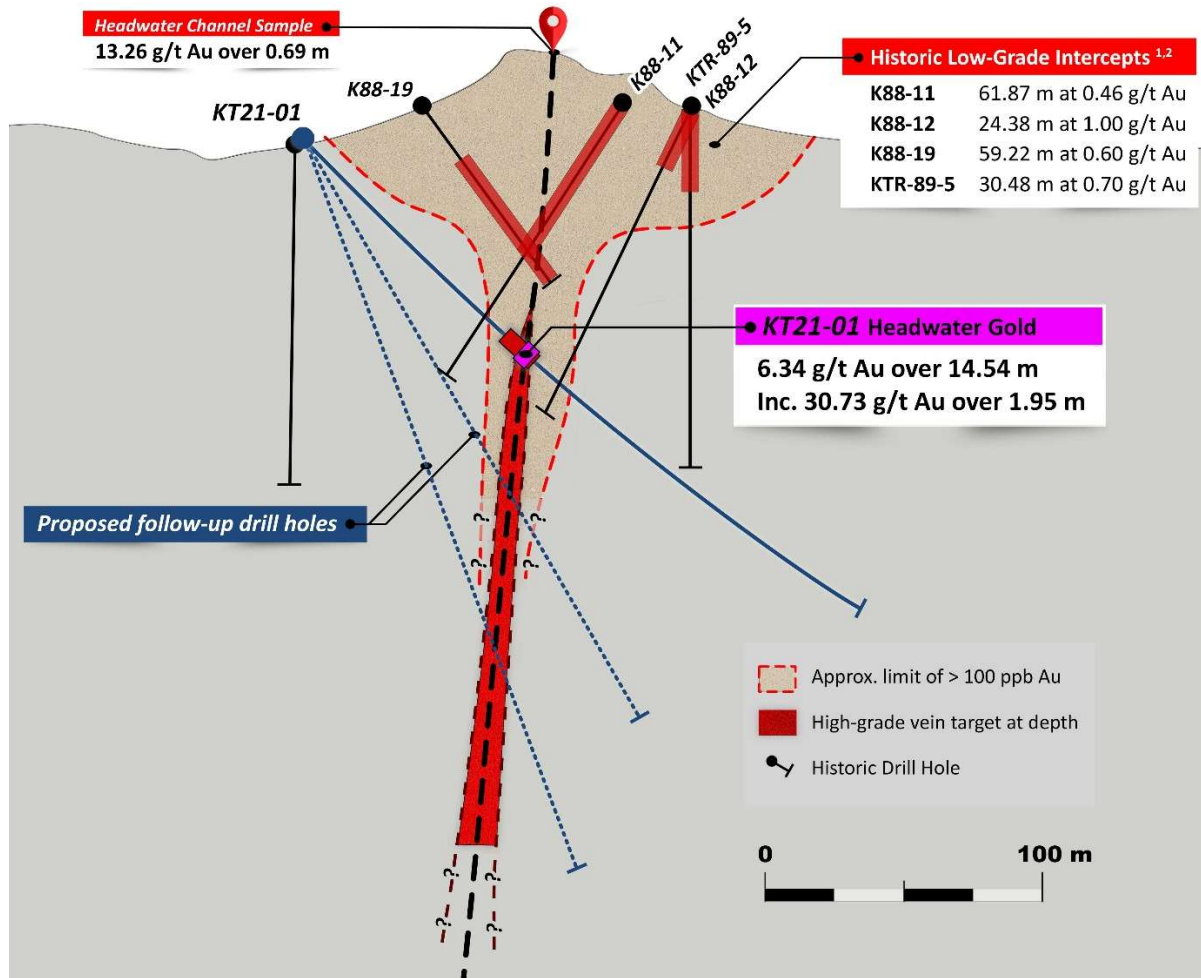 Headwater Channel Sample
13.26 g/t Au over 0.69 m
KT21-01
K88-19
K88-11
KTR-89-5
K88-12
Historic Low-Grade Intercepts 1,2
K88-11 61.87 m at 0.46 g/t Au
K88-12 24.38 m at 1.00 g/t Au
K88-19 59.22 m at 0.60 g/t Au
KTR-89-5 30.48 m at 0.70 g/t Au
KT21-01 Headwater Gold
6.34 g/t Au over 14.54 m
Inc. 30.73 g/t Au over 1.95 m
Proposed follow-up drill holes
? ?
? ?
? ?
? ?
Approx. limit of > 100 ppb Au
High-grade vein target at depth
Historic Drill Hole
0 100 m